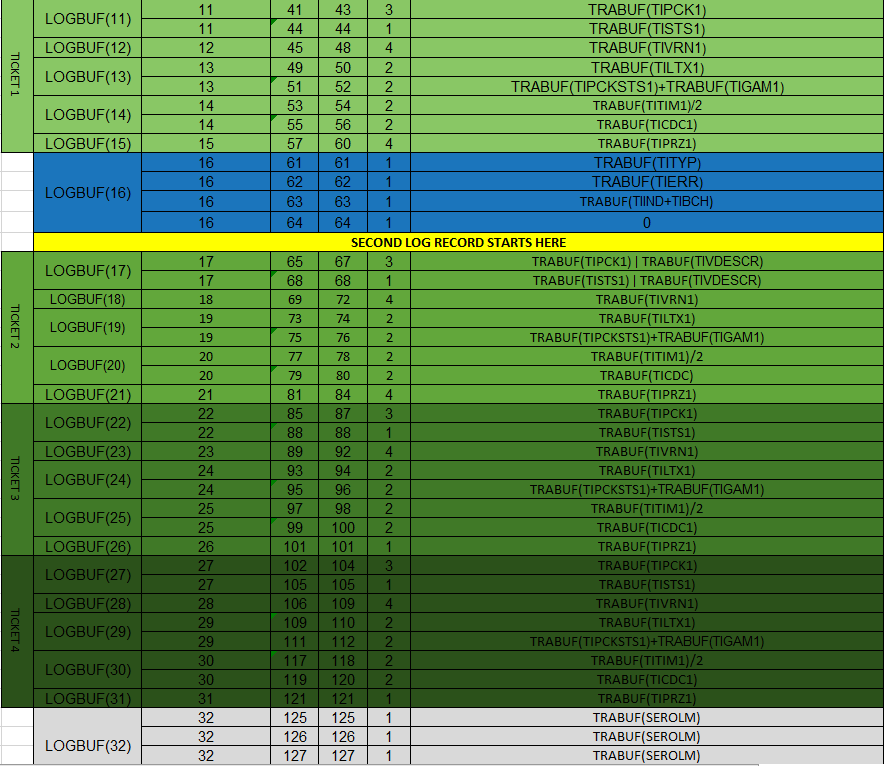 TICKET 1
LOGBUF(11)
11 41 43 3 TRABUF(TIPCK1)
11 44 44 1 TRABUF(TISTS1)
LOGBUF(12) 12 45 48 4 TRABUF(TIVRN1)
LOGBUF(13)
13 49 50 2 TRABUF(TILTX1)
13 51 52 2 TRABUF(TIPCKSTS1)+TRABUF(TIGAM1)
LOGBUF(14)
14 53 54 2 TRABUF(TITIM1)/2
14 55 56 2 TRABUF(TICDC1)
LOGBUF(15) 15 57 60 4 TRABUF(TIPRZ1)
LOGBUF(16)
16 61 61 1 TRABUF(TITYP)
16 62 62 1 TRABUF(TIERR)
16 63 63 1 TRABUF(TIIND+TIBCH)
16 64 64 1 0
SECOND LOG RECORD STARTS HERE
TICKET 2
LOGBUF(17)
17 65 67 3 TRABUF(TIPCK1) | TRABUF(TIVDESCR)
17 68 68 1 TRABUF(TISTS1) | TRABUF(TIVDESCR)
LOGBUF(18) 18 69 72 4 TRABUF(TIVRN1)
LOGBUF(19)
19 73 74 2 TRABUF(TILTX1)
19 75 76 2 TRABUF(TIPCKSTS1)+TRABUF(TIGAM1)
LOGBUF(20)
20 77 78 2 TRABUF(TITIM1)/2
20 79 80 2 TRABUF(TICDC)
LOGBUF(21) 21 81 84 4 TRABUF(TIPRZ1)
TICKET 3
LOGBUF(22)
22 85 87 3 TRABUF(TIPCK1)
22 88 88 1 TRABUF(TISTS1)
LOGBUF(23) 23 89 92 4 TRABUF(TIVRN1)
LOGBUF(24)
24 93 94 2 TRABUF(TILTX1)
24 95 96 2 TRABUF(TIPCKSTS1)+TRABUF(TIGAM1)
LOGBUF(25)
25 97 98 2 TRABUF(TITIM1)/2
25 99 100 2 TRABUF(TICDC1)
LOGBUF(26) 26 101 101 1 TRABUF(TIPRZ1)
TICKET 4
LOGBUF(27)
27 102 104 3 TRABUF(TIPCK1)
27 105 105 1 TRABUF(TISTS1)
LOGBUF(28) 28 106 109 4 TRABUF(TIVRN1)
LOGBUF(29)
29 109 110 2 TRABUF(TILTX1)
29 111 112 2 TRABUF(TIPCKSTS1)+TRABUF(TIGAM1)
LOGBUF(30)
30 117 118 2 TRABUF(TITIM1)/2
30 119 120 2 TRABUF(TICDC1)
LOGBUF(31) 31 121 121 1 TRABUF(TIPRZ1)
LOGBUF(32)
32 125 125 1 TRABUF(SEROLM)
32 126 126 1 TRABUF(SEROLM)
32 127 127 1 TRABUF(SEROLM)